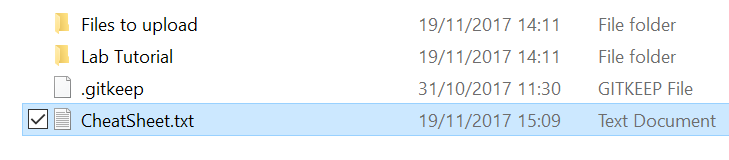 Files to upload 19/11/2017 14:11 File folder
Lab Tutorial 19/11/2017 14:11 File folder
.gitkeep 31/10/2017 11:30 GITKEEP File
CheatSheet.txt 19/11/2017 15:09 Text Document